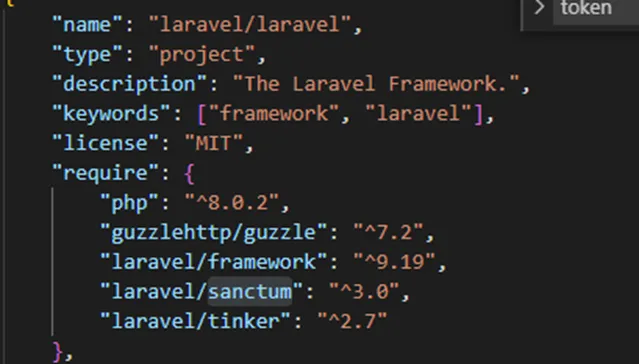 {
> token
"name": "laravel/laravel",
"type": "project",
"description": "The Laravel Framework.",
"keywords": ["framework", "laravel"],
"license": "MIT",
"require": {
"php": "^8.0.2",
"guzzlehttp/guzzle": "^7.2",
"laravel/framework": "^9.19",
"laravel/sanctum": "^3.0",
"laravel/tinker": "^2.7"
},